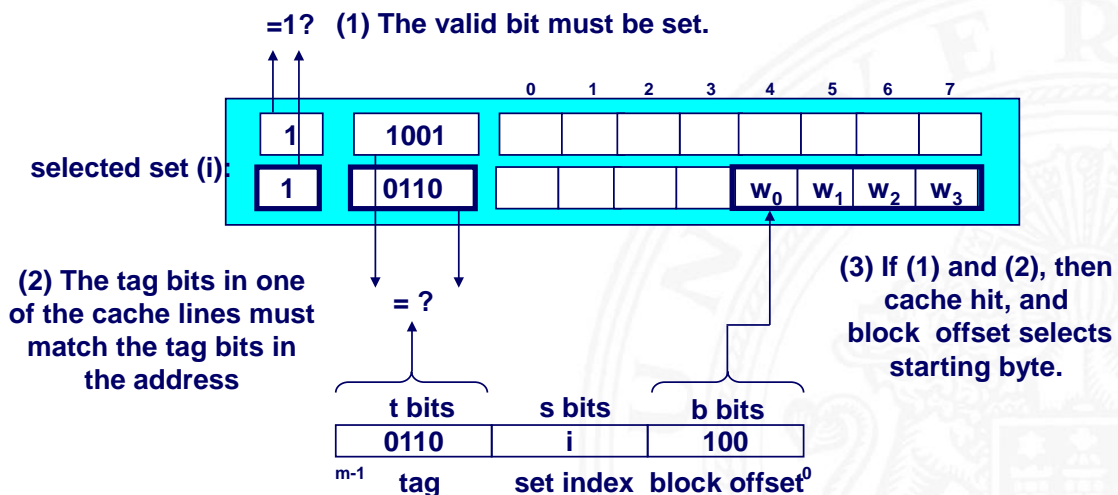 =1? (1) The valid bit must be set.
0 1 2 3 4 5 6 7
1 1001
selected set (i):
1 0110 w0 w1 w2 w3
(2) The tag bits in one
of the cache lines must
match the tag bits in
the address
= ?
(3) If (1) and (2), then
cache hit, and
block offset selects
starting byte.
t bits s bits b bits
0110 i 100
m-1 0
tag set index block offset